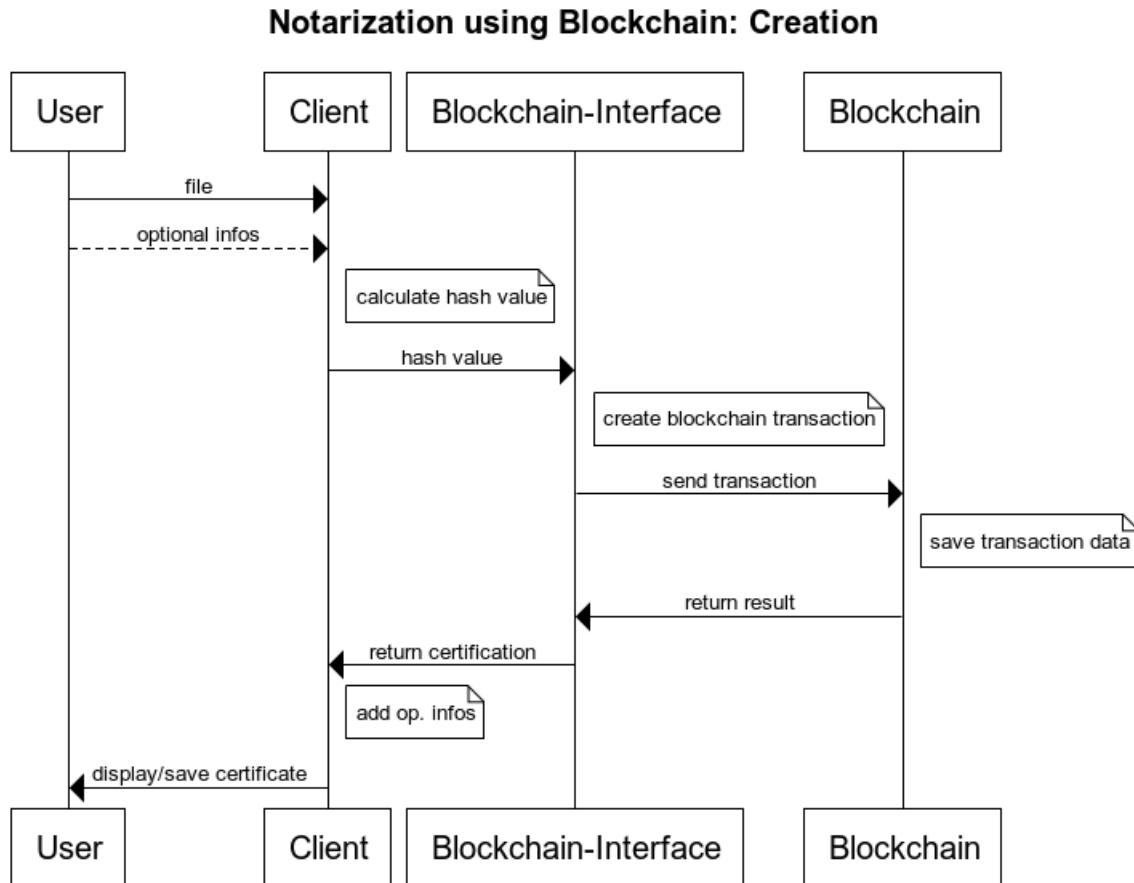 Notarization using Blockchain: Creation
User
Client
Blockchain-Interface
Blockchain
file
optional infos
calculate hash value
hash value
create blockchain transaction
send transaction
save transaction data
return result
return certification
add op. infos
display/save certificate
User
Client
Blockchain-Interface
Blockchain